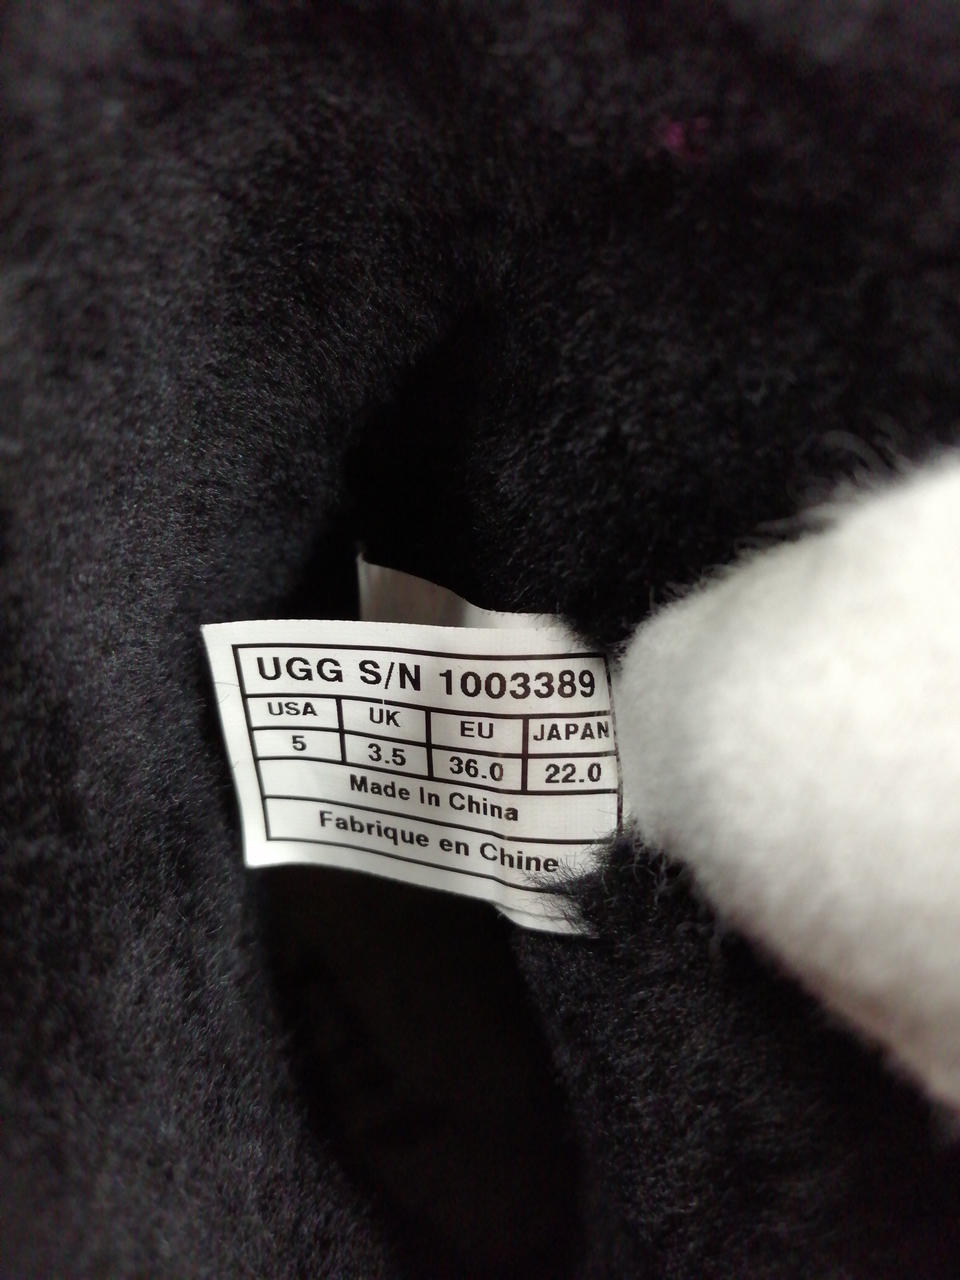 UGG S/N 1003389
USA UK EU JAPAN
5 3.5 36.0 22.0
Made In China
Fabrique en Chine